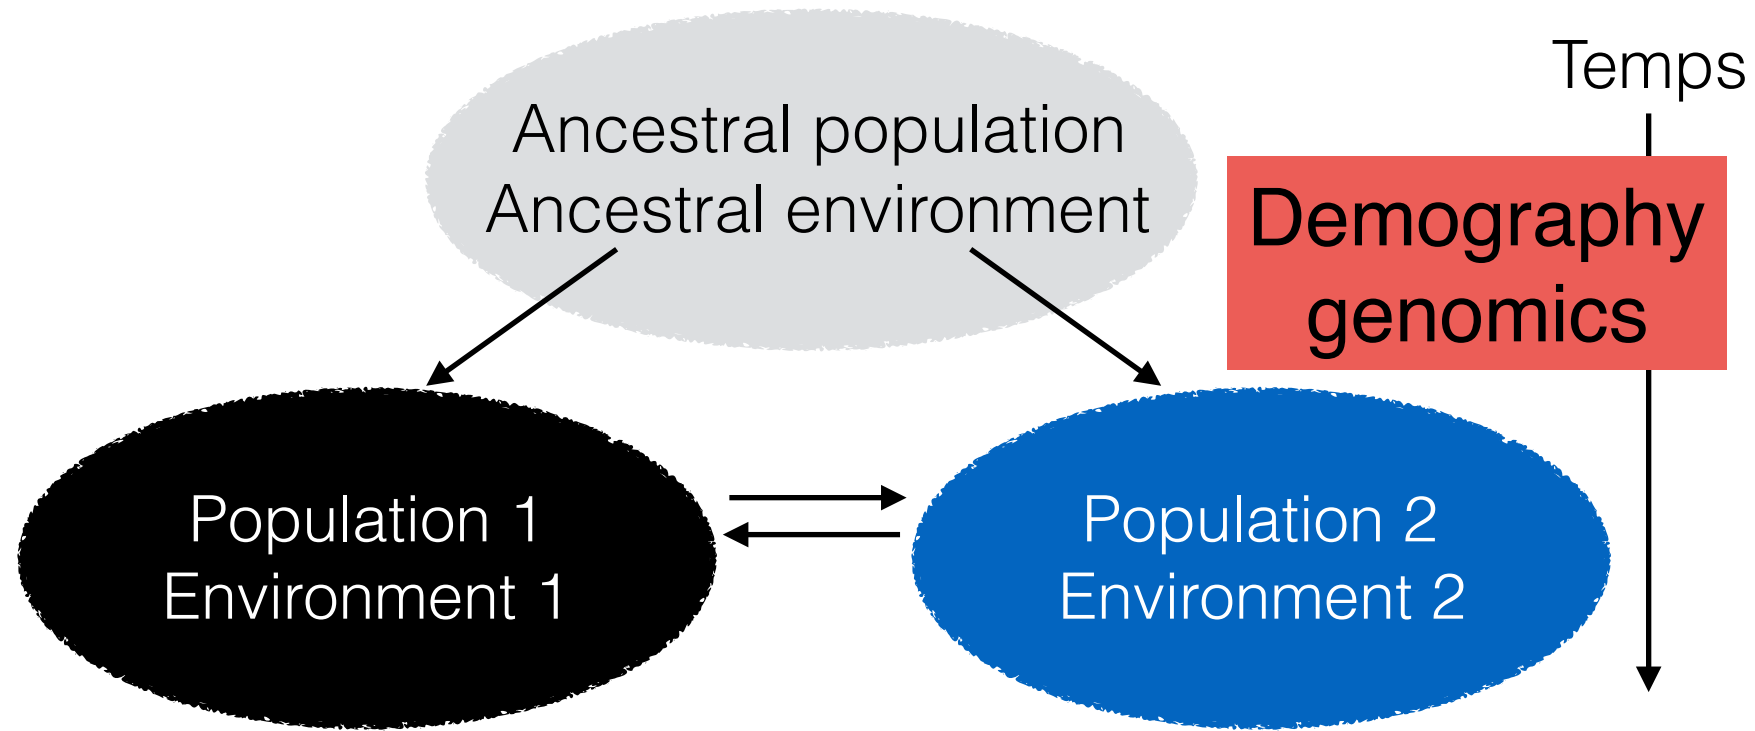 Ancestral population
Ancestral environment
Temps
Demography
genomics
Population 1
Environment 1
Population 2
Environment 2